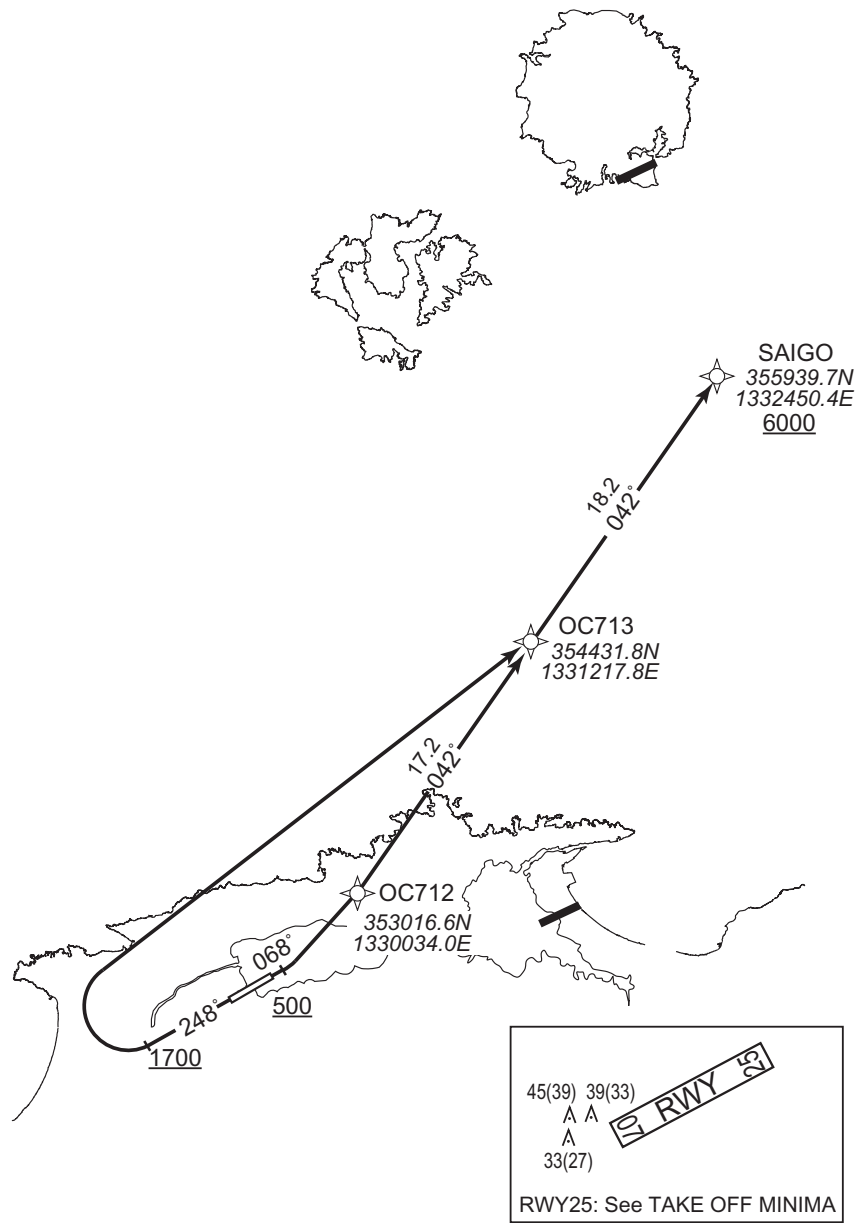 SAIGO
355939.7N
1332450.4E
6000
18.2
042°
OC713
354431.8N
1331217.8E
17.2
042°
OC712
353016.6N
1330034.0E
068°
248°
500
1700
45(39) 39(33)
33(27)
07 RWY 25
RWY25: See TAKE OFF MINIMA